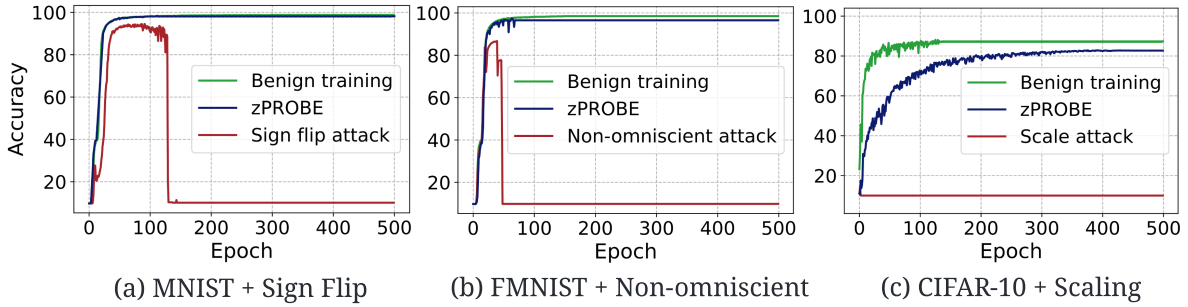 Accuracy
100
80
60
40
20
0 100 200 300 400 500
Epoch
Benign training
zPROBE
Sign flip attack
(a) MNIST + Sign Flip
100
80
60
40
20
0 100 200 300 400 500
Epoch
Benign training
zPROBE
Non-omniscient attack
(b) FMNIST + Non-omniscient
100
80
60
40
20
0 100 200 300 400 500
Epoch
Benign training
zPROBE
Scale attack
(c) CIFAR-10 + Scaling